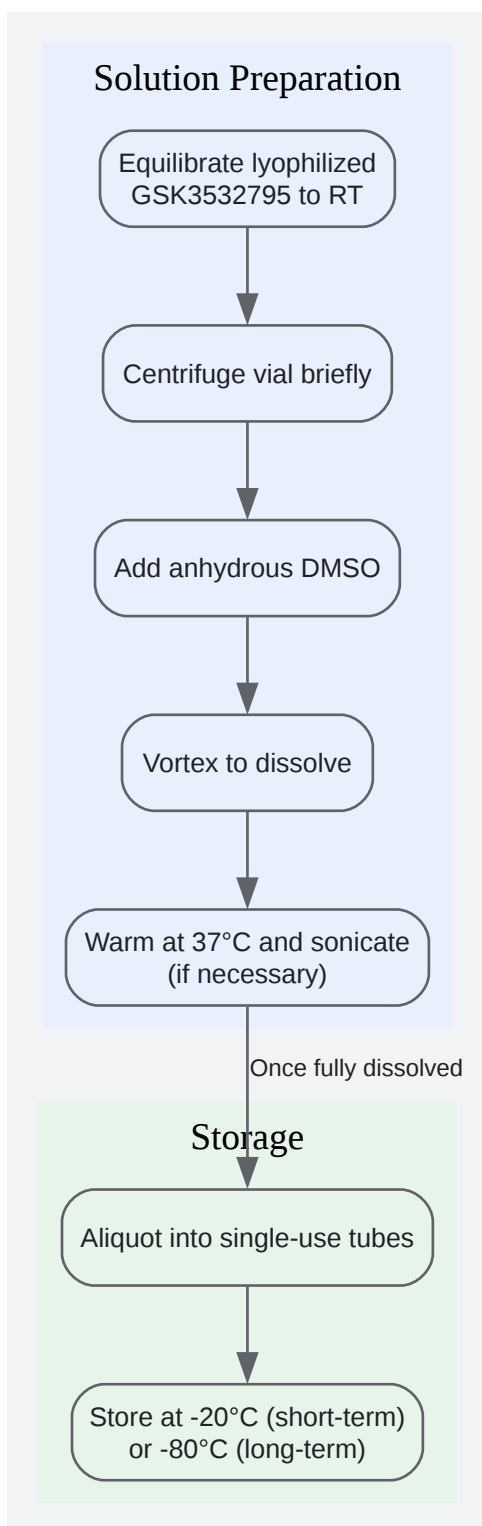 Solution Preparation
Equilibrate lyophilized
GSK3532795 to RT
Centrifuge vial briefly
Add anhydrous DMSO
Vortex to dissolve
Warm at 37°C and sonicate
(if necessary)
Once fully dissolved
Storage
Aliquot into single-use tubes
Store at -20°C (short-term)
or -80°C (long-term)